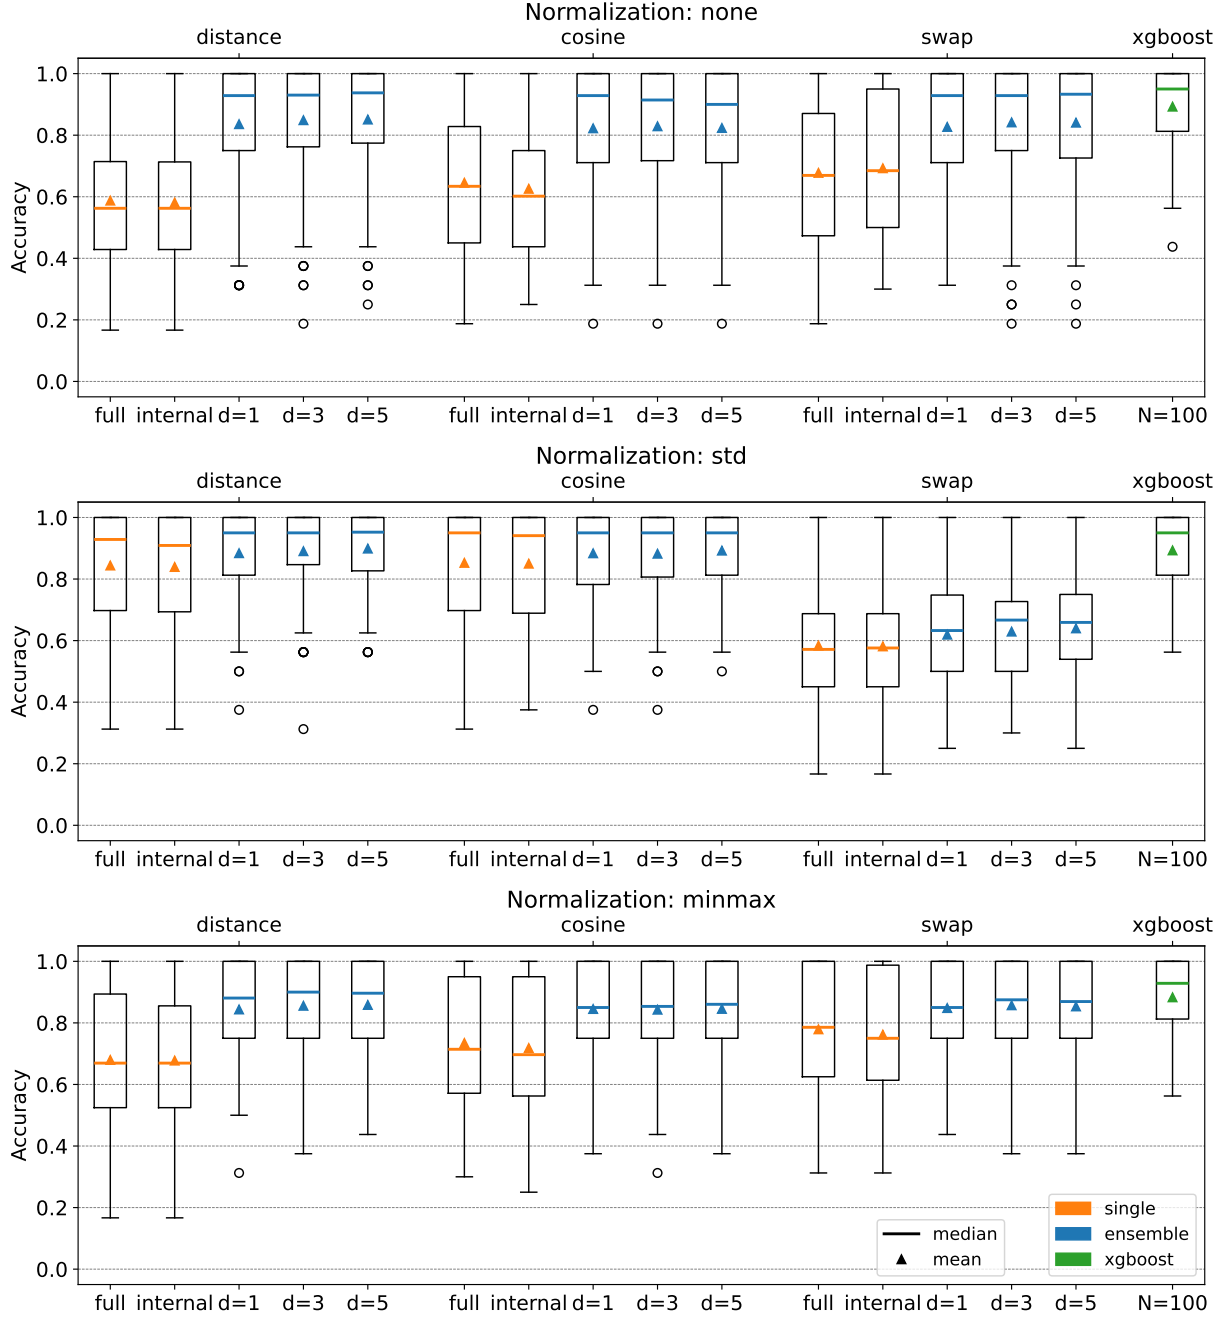 Normalization: none
distance cosine swap xgboost
1.0
0.8
0.6
0.4
0.2
0.0
Accuracy
full internal d=1 d=3 d=5 full internal d=1 d=3 d=5 full internal d=1 d=3 d=5 N=100
Normalization: std
distance cosine swap xgboost
1.0
0.8
0.6
0.4
0.2
0.0
Accuracy
full internal d=1 d=3 d=5 full internal d=1 d=3 d=5 full internal d=1 d=3 d=5 N=100
Normalization: minmax
distance cosine swap xgboost
1.0
0.8
0.6
0.4
0.2
0.0
Accuracy
median
mean
single
ensemble
xgboost
full internal d=1 d=3 d=5 full internal d=1 d=3 d=5 full internal d=1 d=3 d=5 N=100